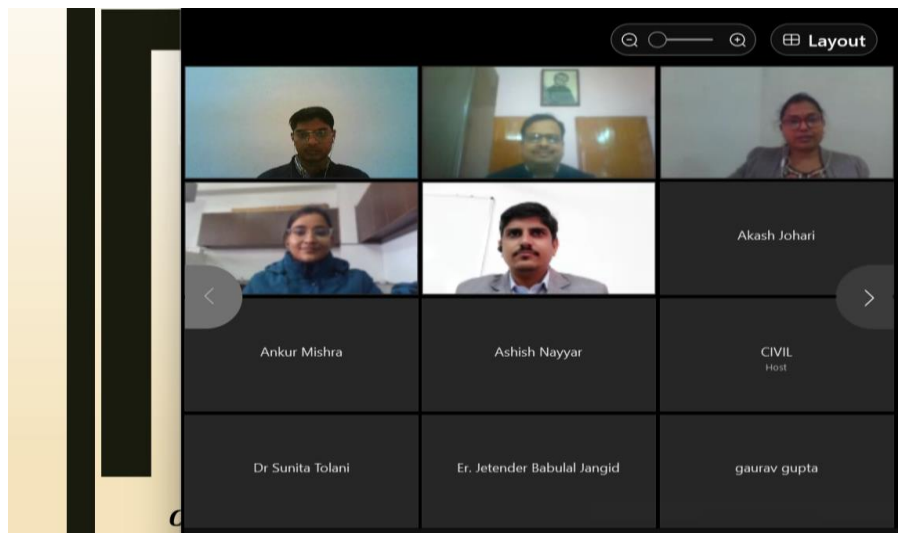 Layout
Akash Johari
Ankur Mishra
Ashish Nayyar
CIVIL
Host
Dr Sunita Tolani
Er. Jetender Babulal Jangid
gaurav gupta